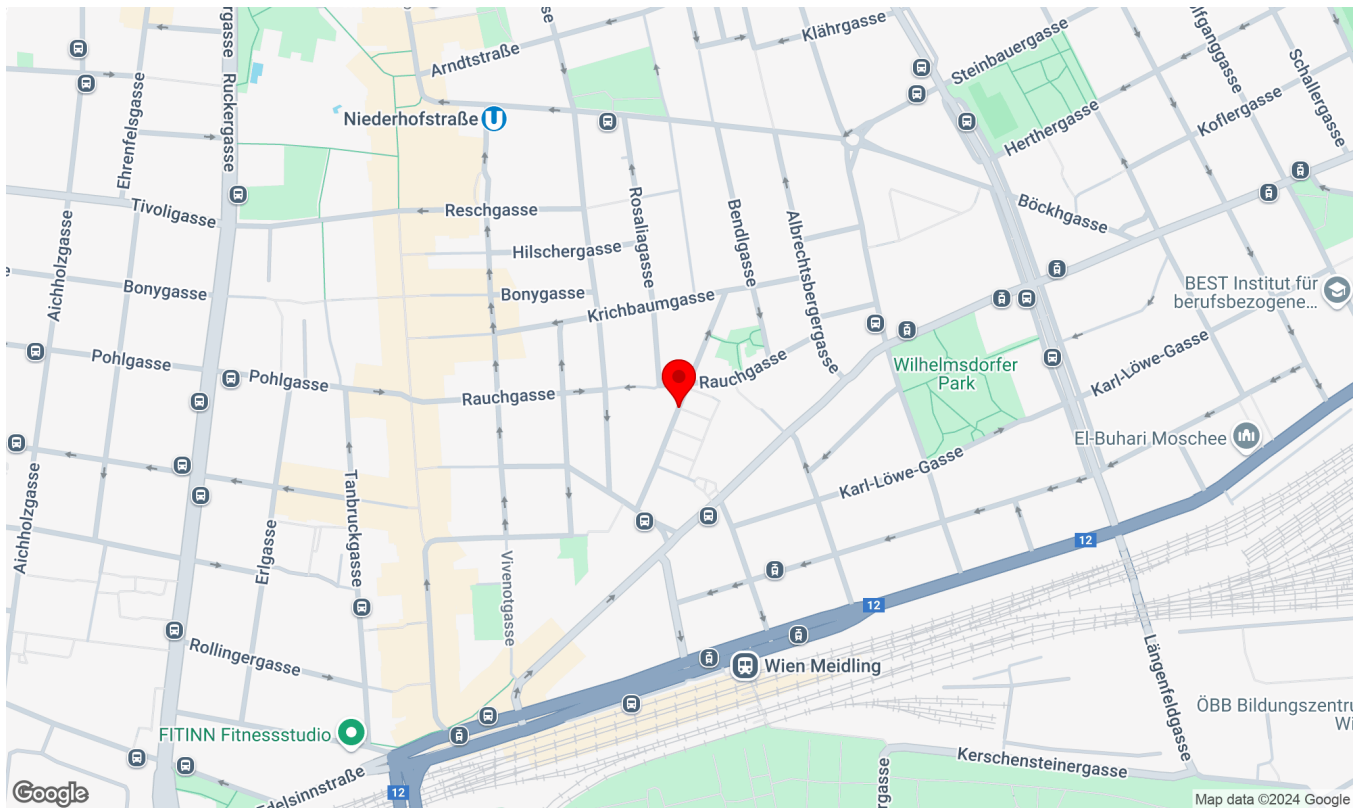 Klährgasse
Steinbauergasse
Schallergasse
Arndtstraße
Ruckergasse
Ehrenfelsgasse
Niederhofstraße
U
Herthergasse
Koflergasse
Tivoligasse
Reschgasse
Rosaliagasse
Bendlgasse
Albrechtsbergergasse
Böckhgasse
Aichholzgasse
Hilschergasse
Bonygasse
Bonygasse
Krichbaumgasse
BEST Institut für
berufsbezogene...
Pohlgasse
Pohlgasse
Rauchgasse
Rauchgasse
Wilhelmsdorfer
Park
Karl-Löwe-Gasse
El-Buhari Moschee
Karl-Löwe-Gasse
Aichholzgasse
Erlgasse
Tanbruckgasse
Vivenotgasse
12
12
Rollingergasse
Wien Meidling
Längenfeldgasse
FITINN Fitnessstudio
ÖBB Bildungszentru
Wi
Kerschensteinergasse
12
Edelsinnstraße
Google
Map data ©2024 Google